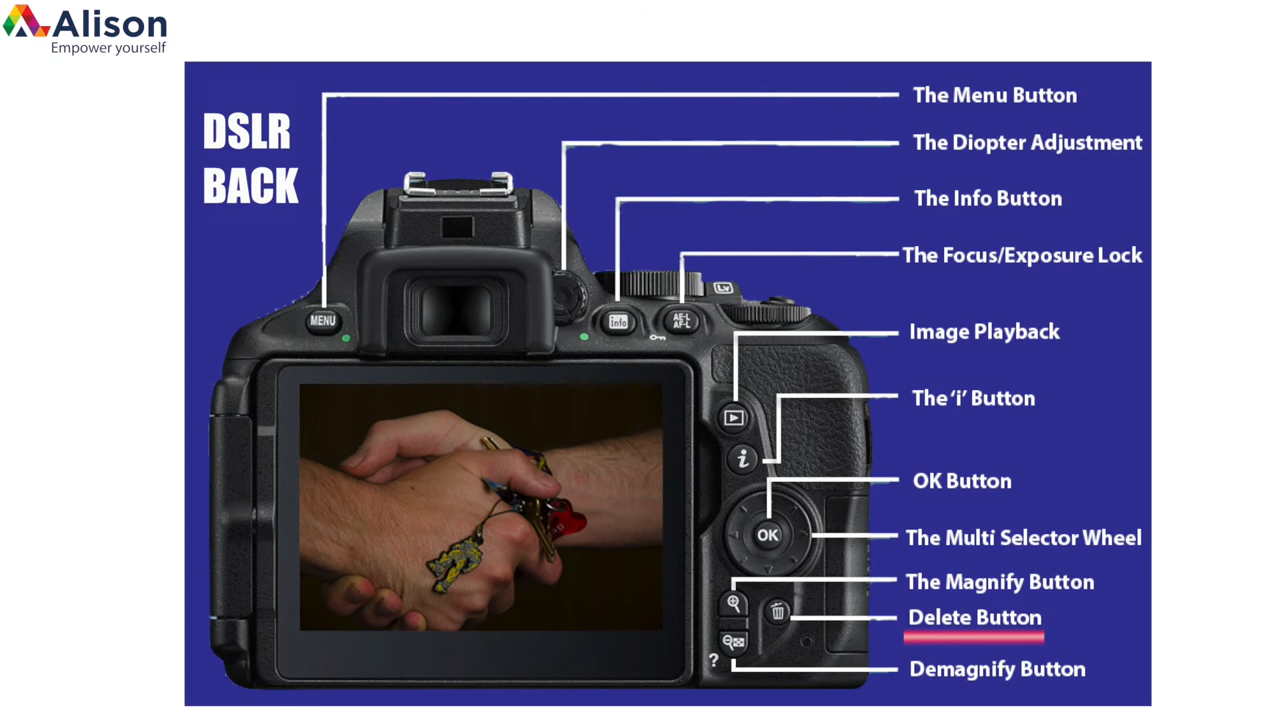 Alison
Empower yourself
DSLR
BACK
The Menu Button
The Diopter Adjustment
The Info Button
The Focus/Exposure Lock
Image Playback
The ‘i’ Button
OK Button
The Multi Selector Wheel
The Magnify Button
Delete Button
Demagnify Button
MENU
info
AE-L
AF-L
Lv
i
OK
?